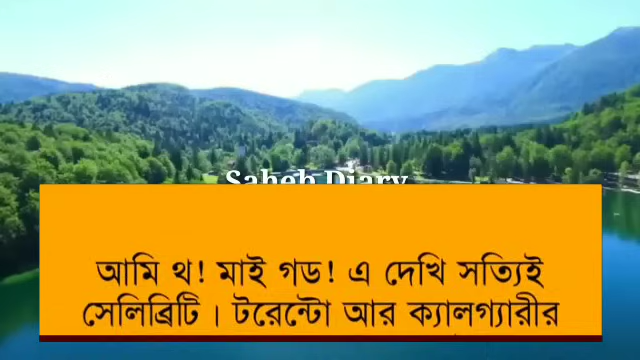 Saheb Diary
আমি থ! মাই গড! এ দেখি সত্যিই
সেলিব্রিটি। টরেন্টো আর ক্যালগ্যারীর